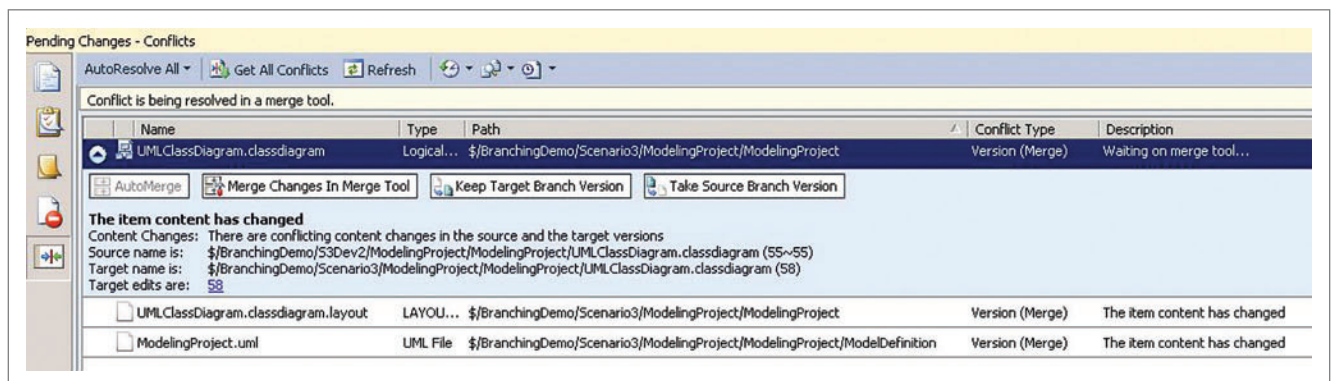 Pending Changes - Conflicts
AutoResolve All Get All Conflicts Refresh
Conflict is being resolved in a merge tool.
Name Type Path Conflict Type Description
UMLClassDiagram.classdiagram Logical... $/BranchingDemo/Scenario3/ModelingProject/ModelingProject Version (Merge) Waiting on merge tool...
AutoMerge Merge Changes In Merge Tool Keep Target Branch Version Take Source Branch Version
The item content has changed
Content Changes: There are conflicting content changes in the source and the target versions
Source name is: $/BranchingDemo/S3Dev2/ModelingProject/ModelingProject/UMLClassDiagram.classdiagram (55~55)
Target name is: $/BranchingDemo/Scenario3/ModelingProject/ModelingProject/UMLClassDiagram.classdiagram (58)
Target edits are: 58
UMLClassDiagram.classdiagram.layout LAYOU... $/BranchingDemo/Scenario3/ModelingProject/ModelingProject Version (Merge) The item content has changed
ModelingProject.uml UML File $/BranchingDemo/Scenario3/ModelingProject/ModelingProject/ModelDefinition Version (Merge) The item content has changed